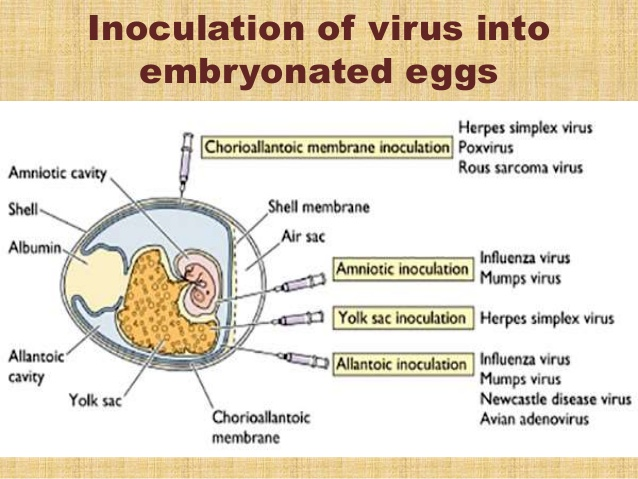 Inoculation of virus into
embryonated eggs
Chorioallantoic membrane inoculation
Herpes simplex virus
Poxvirus
Rous sarcoma virus
Amniotic cavity
Shell
Albumin
Shell membrane
Air sac
Amniotic inoculation
Influenza virus
Mumps virus
Yolk sac inoculation
Herpes simplex virus
Allantoic inoculation
Influenza virus
Mumps virus
Newcastle disease virus
Avian adenovirus
Allantoic
cavity
Yolk sac
Chorioallantoic
membrane